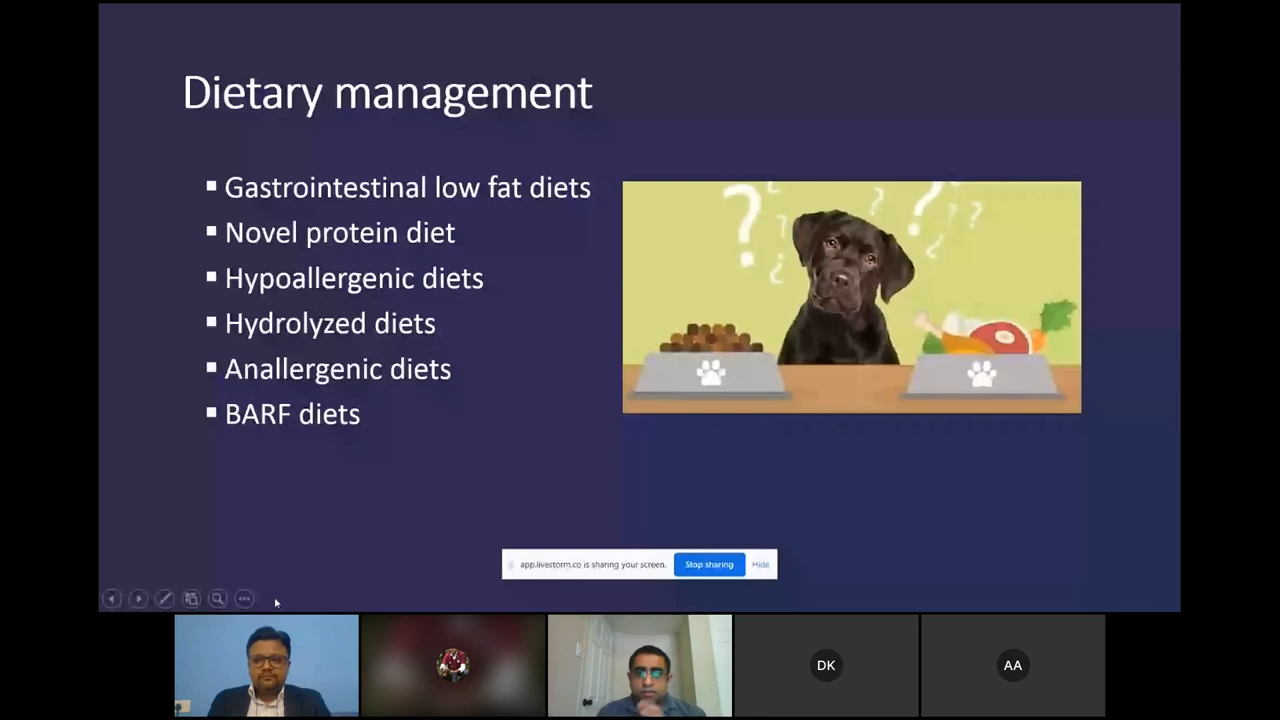 Dietary management
Gastrointestinal low fat diets
Novel protein diet
Hypoallergenic diets
Hydrolyzed diets
Anallergenic diets
BARF diets
? ? ? ? ? ? ?
app.livestorm.co is sharing your screen.
Stop sharing
Hide
DK
AA